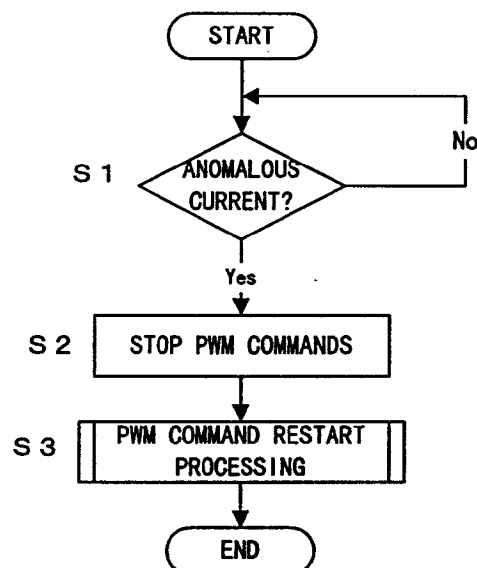 START
No
S 1
ANOMALOUS
CURRENT?
Yes
S 2
STOP PWM COMMANDS
S 3
PWM COMMAND RESTART
PROCESSING
END